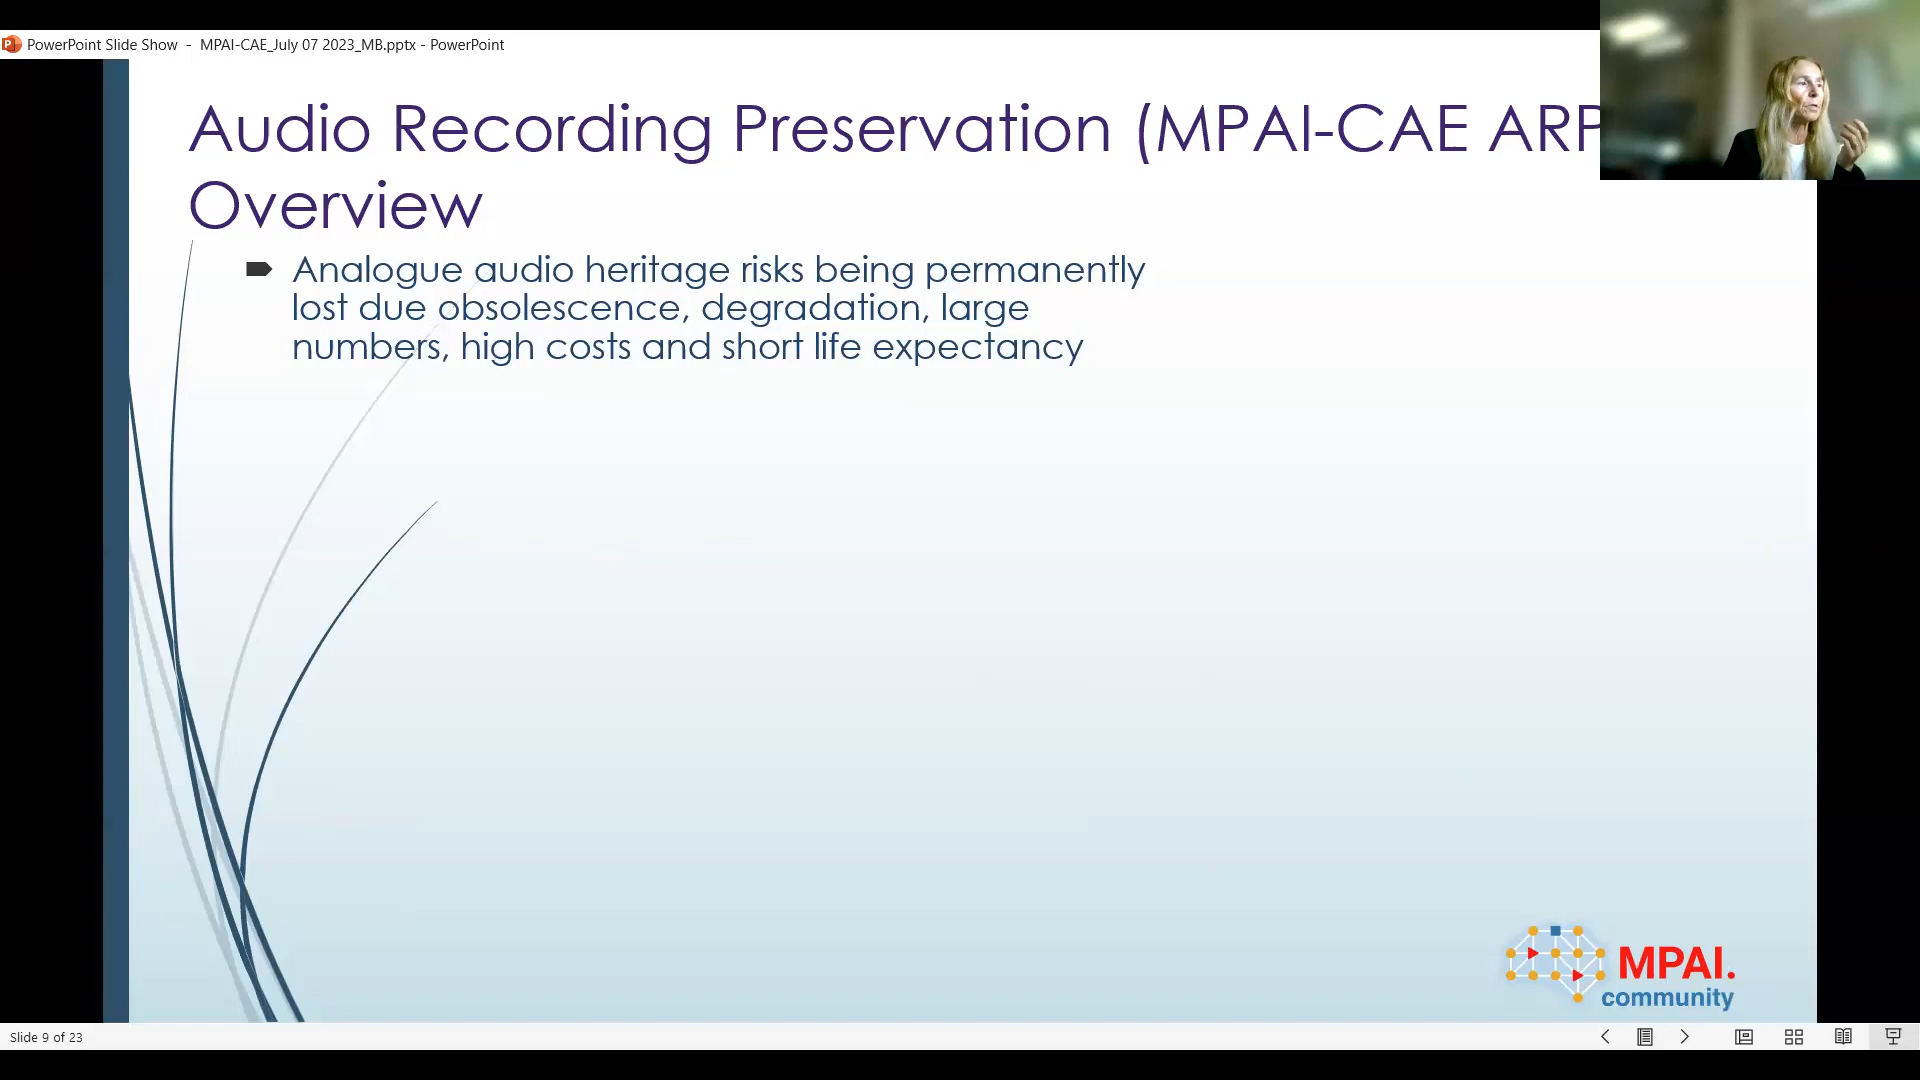 PowerPoint Slide Show - MPAI-CAE_July 07 2023_MB.pptx - PowerPoint
Audio Recording Preservation (MPAI-CAE ARP
Overview
Analogue audio heritage risks being permanently
lost due obsolescence, degradation, large
numbers, high costs and short life expectancy
MPAI.
community
Slide 9 of 23